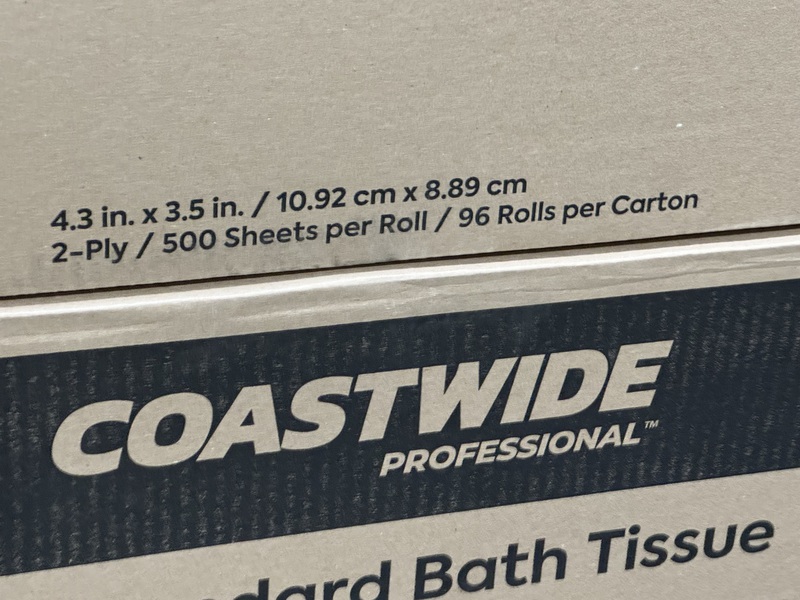 4.3 in. x 3.5 in. / 10.92 cm x 8.89 cm
2-Ply / 500 Sheets per Roll / 96 Rolls per Carton
COASTWIDE
PROFESSIONAL™
Bath Tissue